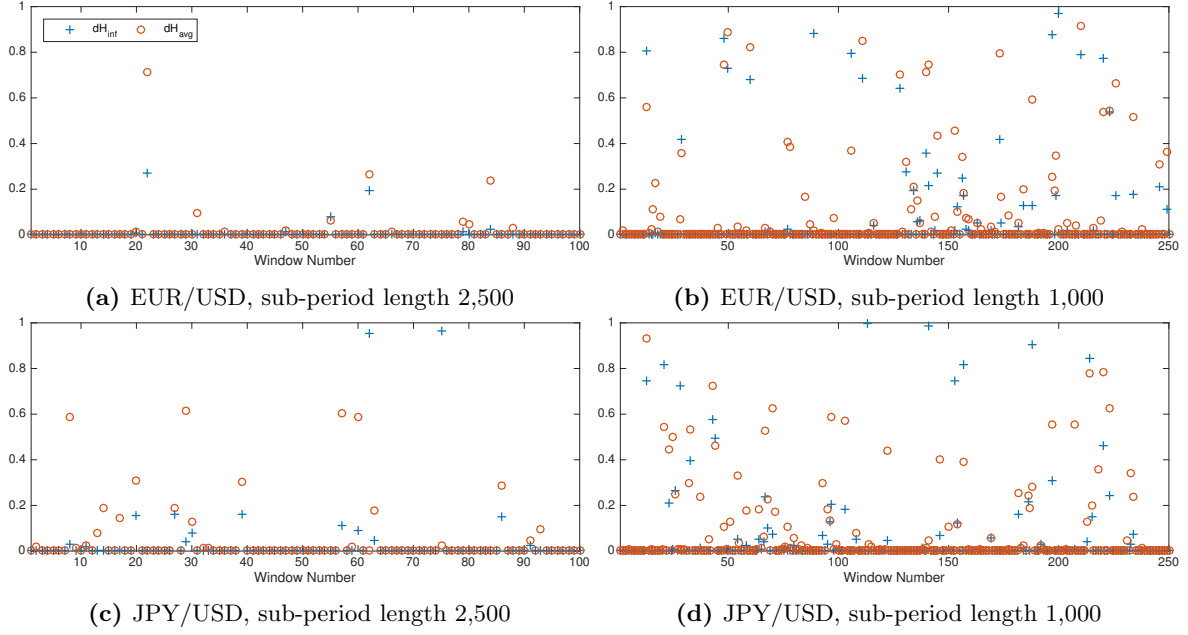 dH_inf dH_avg
1 1
0.8 0.8
0.6 0.6
0.4 0.4
0.2 0.2
0 0
10 20 30 40 50 60 70 80 90 100 50 100 150 200 250
Window Number Window Number
(a) EUR/USD, sub-period length 2,500 (b) EUR/USD, sub-period length 1,000
1 1
0.8 0.8
0.6 0.6
0.4 0.4
0.2 0.2
0 0
10 20 30 40 50 60 70 80 90 100 50 100 150 200 250
Window Number Window Number
(c) JPY/USD, sub-period length 2,500 (d) JPY/USD, sub-period length 1,000